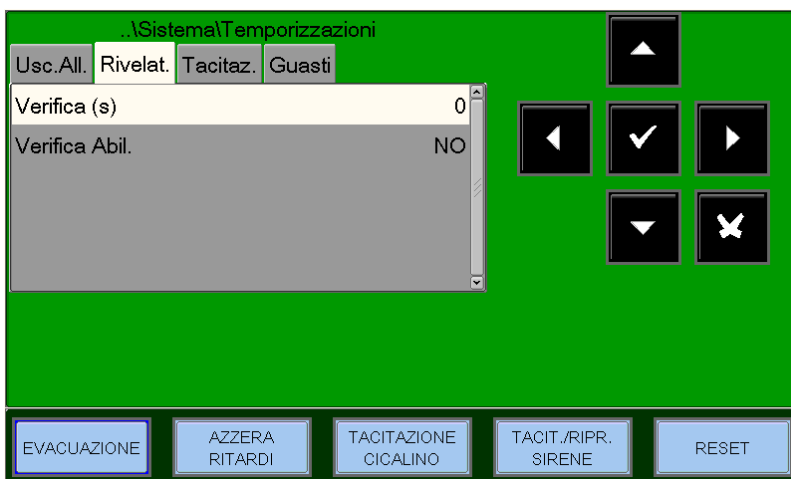 ..\Sistema\Temporizzazioni
Usc.All. Rivelat. Tacitaz. Guasti
Verifica (s) 0
Verifica Abil. NO
EVACUAZIONE
AZZERA
RITARDI
TACITAZIONE
CICALINO
TACIT./RIPR.
SIRENE
RESET